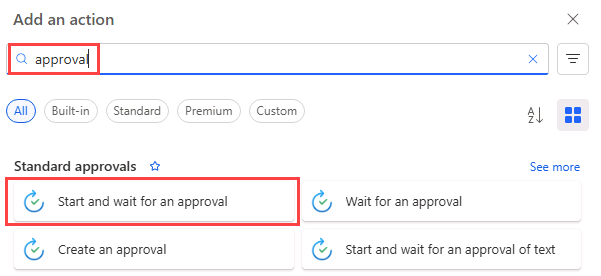 Add an action
approval
All Built-in Standard Premium Custom
A
Z
Standard approvals See more
Start and wait for an approval Wait for an approval
Create an approval Start and wait for an approval of text